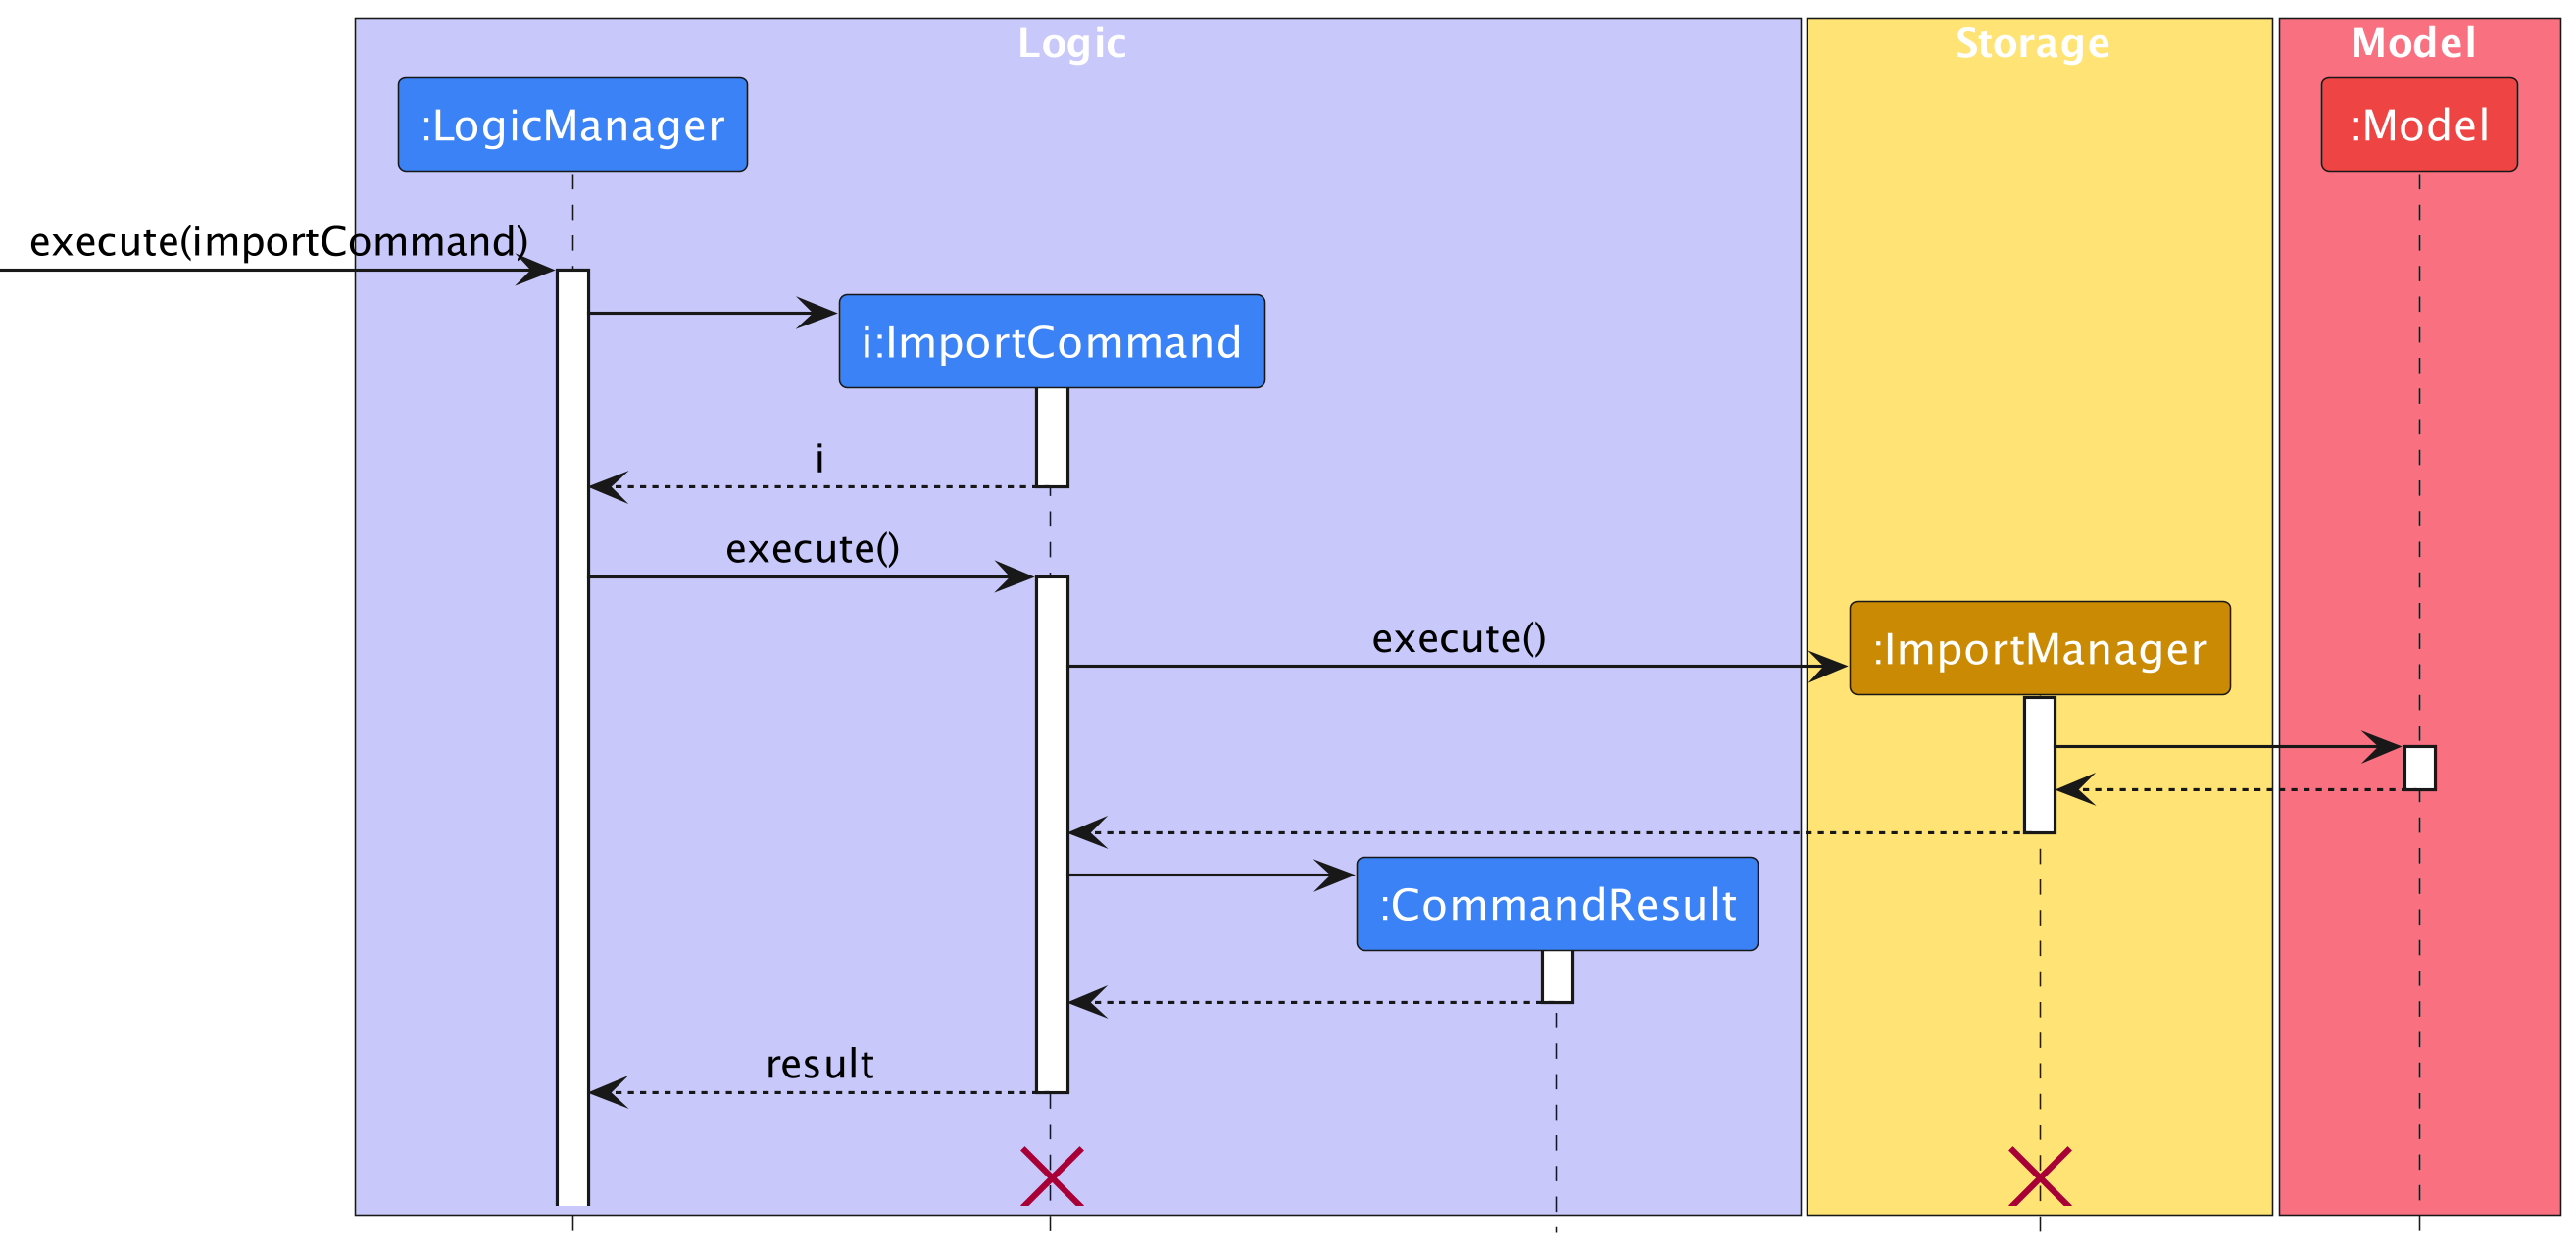 Logic
Storage
Model
:LogicManager
:Model
execute(importCommand)
i:ImportCommand
i
execute()
execute()
:ImportManager
:CommandResult
result